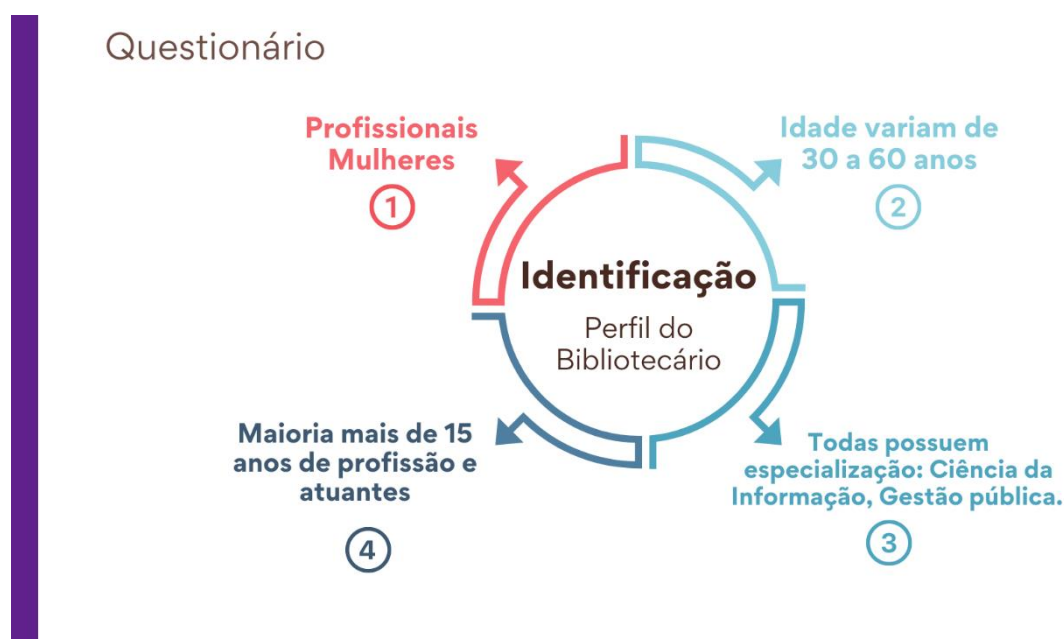 Questionário
Profissionais
Mulheres
1
Idade variam de
30 a 60 anos
2
Identificação
Perfil do
Bibliotecário
Todas possuem
especialização: Ciência da
Informação, Gestão pública.
3
Maioria mais de 15
anos de profissão e
atuantes
4